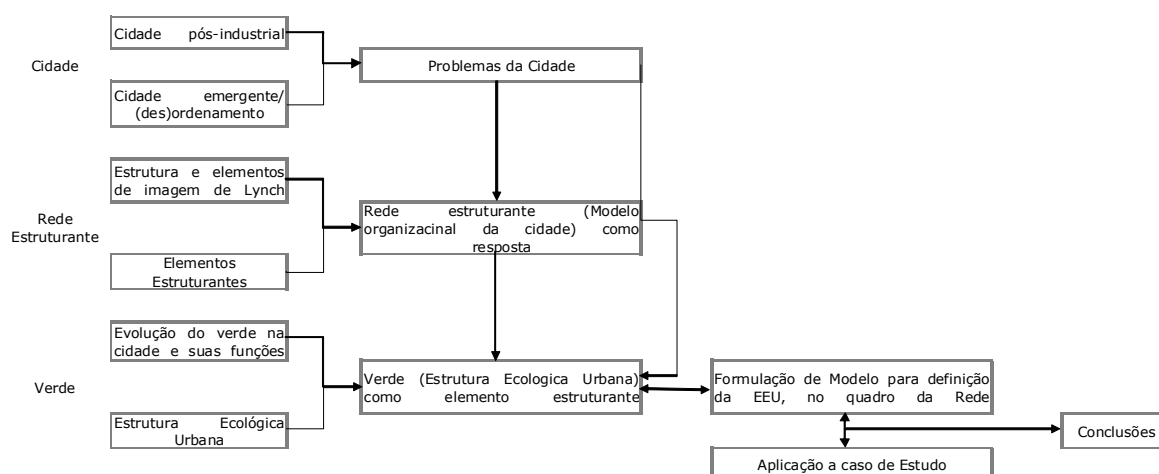 Cidade pós-industrial
Cidade
Problemas da Cidade
Cidade emergente/
(des)ordenamento
Estrutura e elementos
de imagem de Lynch
Rede
Estruturante
Rede estruturante (Modelo
organizacinal da cidade) como
resposta
Elementos
Estruturantes
Evolução do verde na
cidade e suas funções
Verde
Verde (Estrutura Ecologica Urbana)
como elemento estruturante
Formulação de Modelo para definição
da EEU, no quadro da Rede
Estrutura Ecológica
Urbana
Conclusões
Aplicação a caso de Estudo